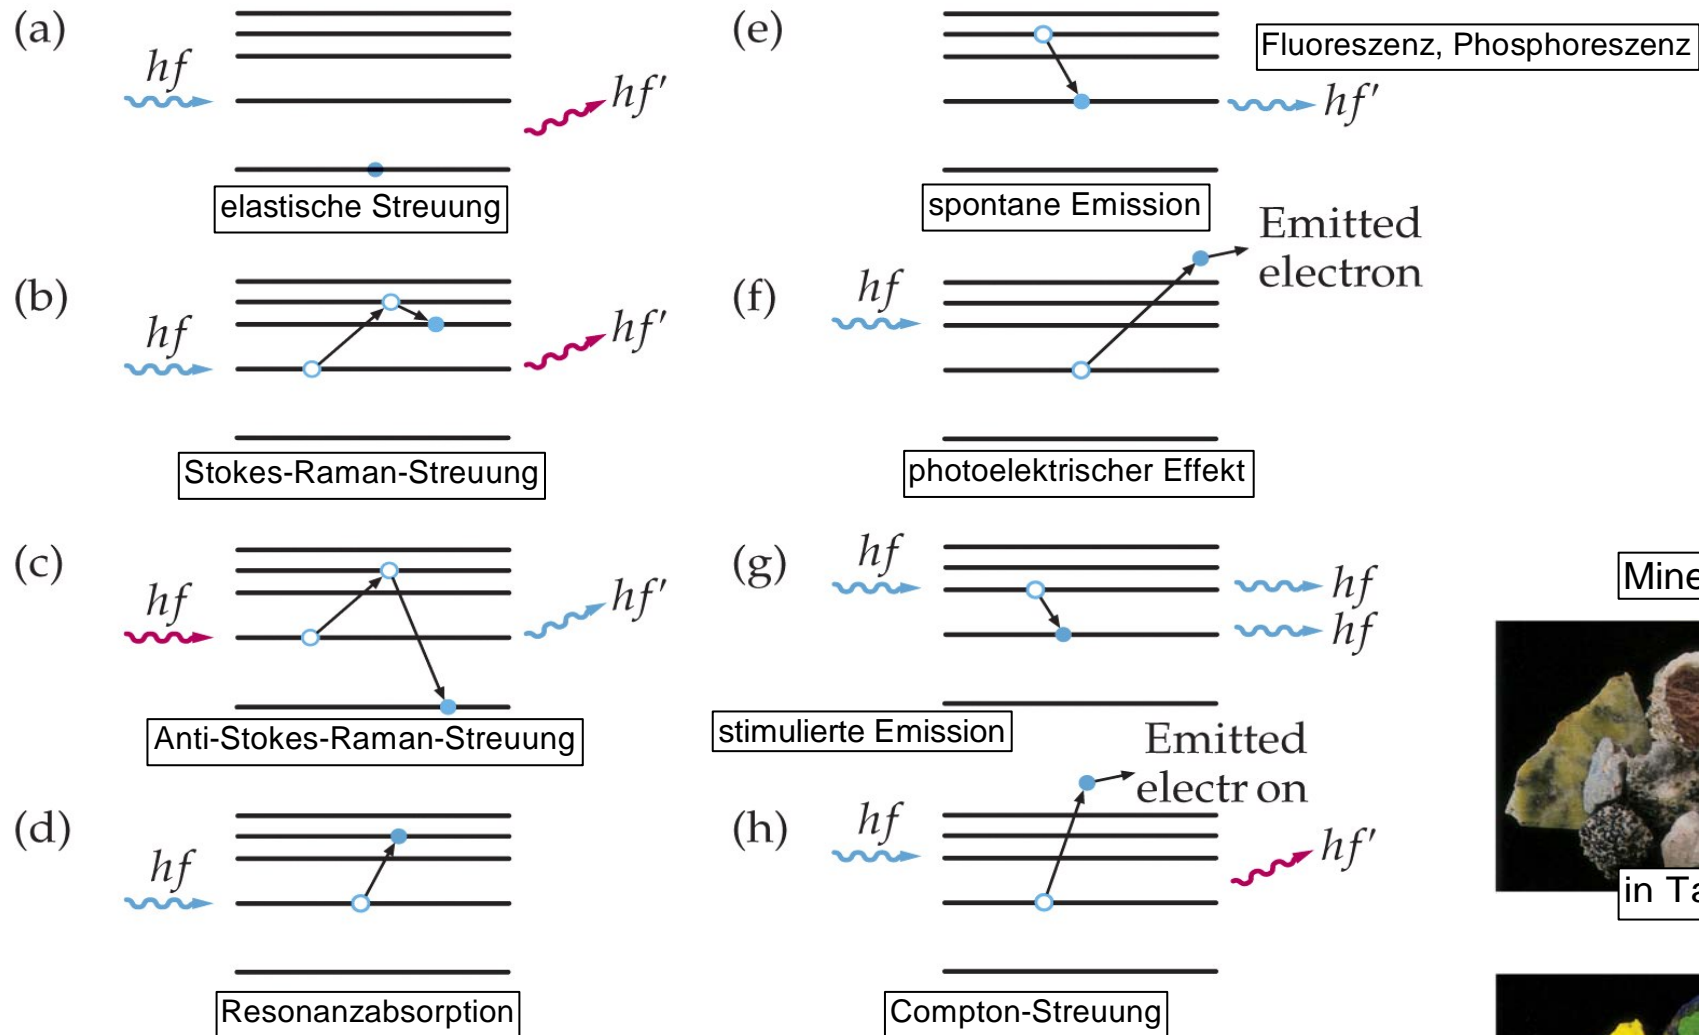 (a)
hf
hf′
elastische Streuung
(b)
hf
hf′
Stokes-Raman-Streuung
(c)
hf
hf′
Anti-Stokes-Raman-Streuung
(d)
hf
Resonanzabsorption
(e)
Fluoreszenz, Phosphoreszenz
hf′
spontane Emission
(f)
hf
Emitted
electron
photoelektrischer Effekt
(g)
hf
hf
hf
stimulierte Emission
(h)
hf
Emitted
electr on
hf′
Compton-Streuung
in